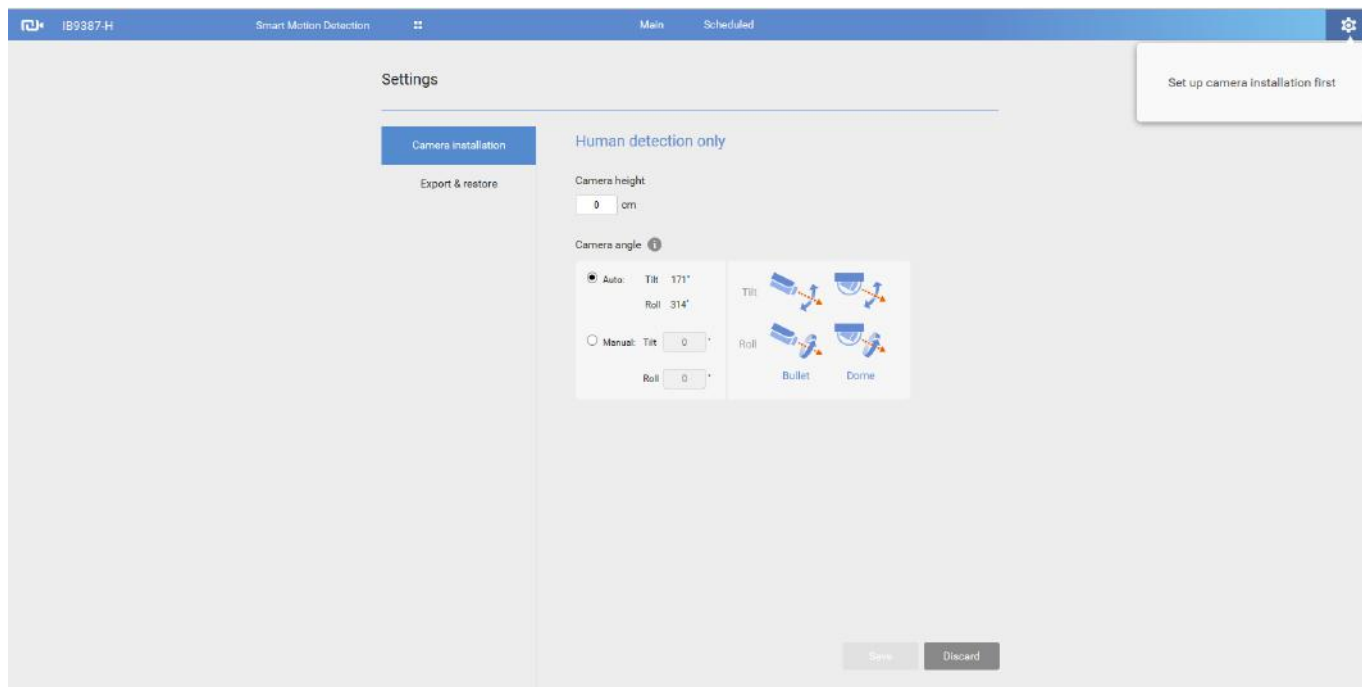 IB9387-H Smart Motion Detection Main Scheduled
Set up camera installation first
Settings
Camera installation
Export & restore
Human detection only
Camera height
0 cm
Camera angle i
Auto: Tilt 171°
Roll 314°
Manual: Tilt 0 °
Roll 0 °
Tilt
Roll
Bullet Dome
Save Discard